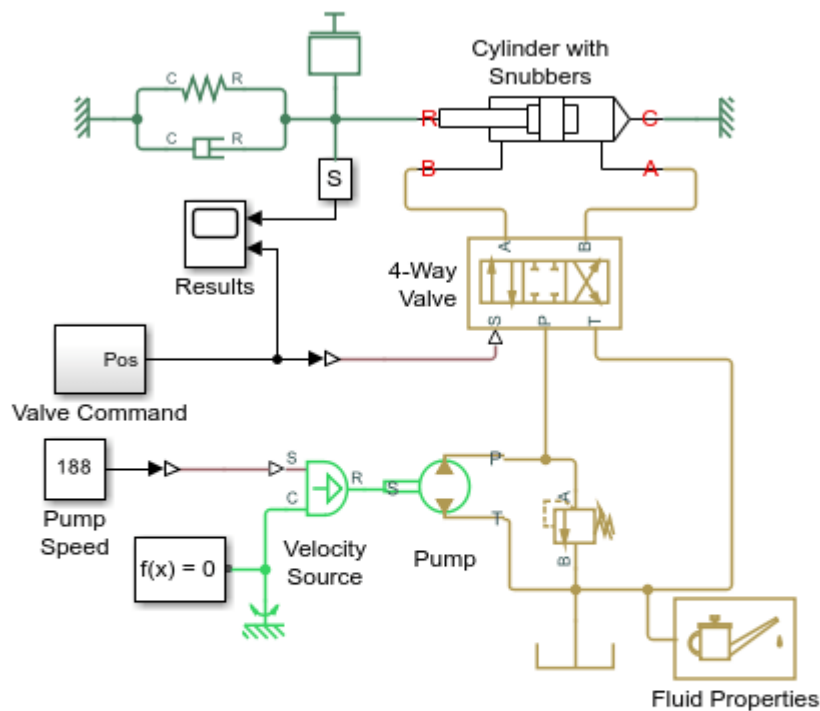 Cylinder with
Snubbers
C R
C R
R C
B A
S
Results
4-Way
Valve
A B
S P T
Pos
Valve Command
188
Pump
Speed
S
C
R
S
Velocity
Source
P
T
Pump
A
B
f(x) = 0
Fluid Properties